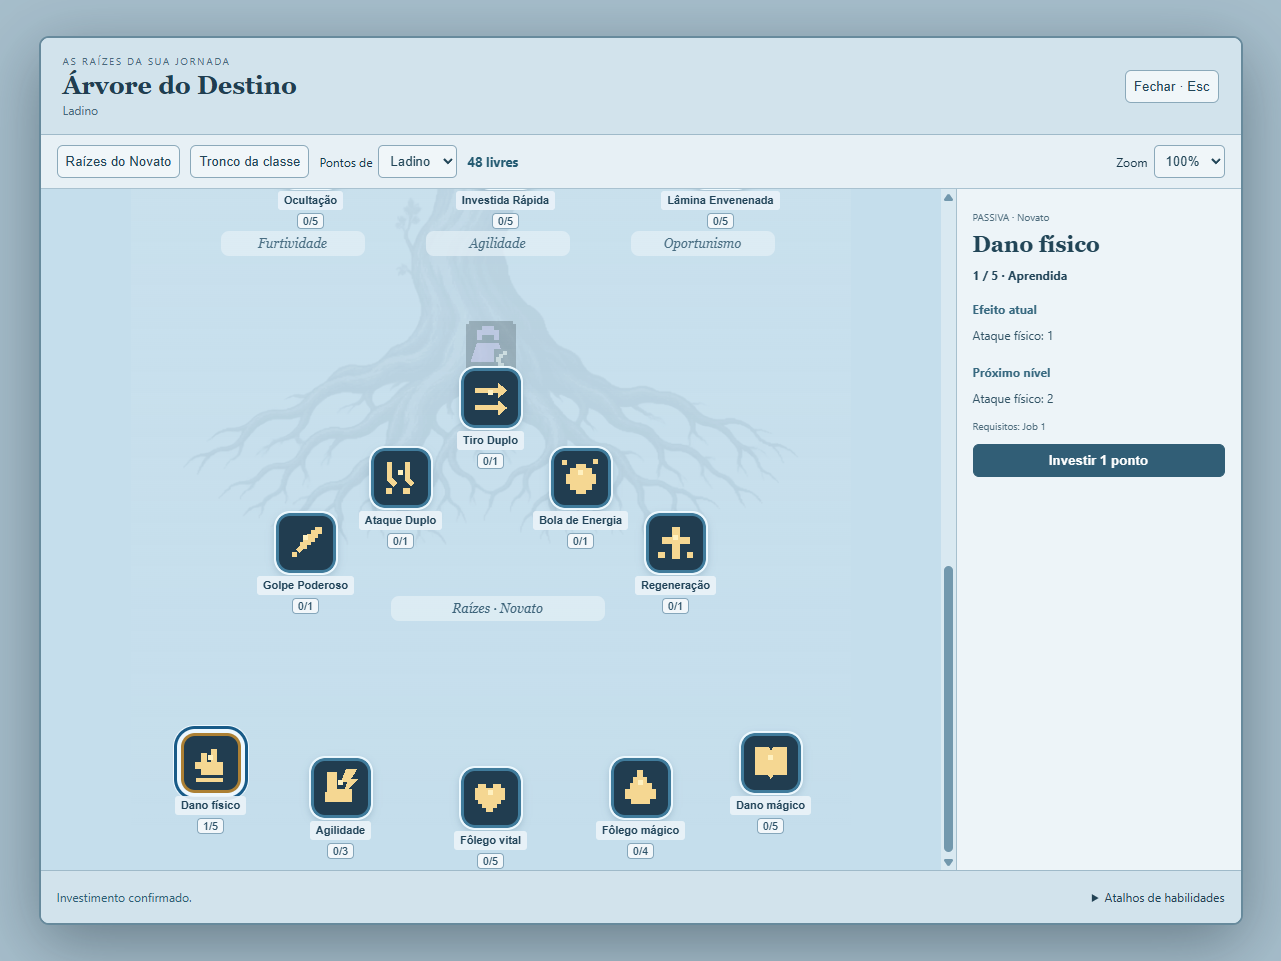 AS RAÍZES DA SUA JORNADA
Árvore do Destino
Ladino
Fechar · Esc
Raízes do Novato
Tronco da classe
Pontos de
Ladino
48 livres
Zoom
100%
Ocultação
0/5
Investida Rápida
0/5
Lâmina Envenenada
0/5
Furtividade
Agilidade
Oportunismo
Tiro Duplo
0/1
Ataque Duplo
0/1
Bola de Energia
0/1
Golpe Poderoso
0/1
Regeneração
0/1
Raízes · Novato
Dano físico
1/5
Agilidade
0/3
Fôlego vital
0/5
Fôlego mágico
0/4
Dano mágico
0/5
PASSIVA · Novato
Dano físico
1 / 5 · Aprendida
Efeito atual
Ataque físico: 1
Próximo nível
Ataque físico: 2
Requisitos: Job 1
Investir 1 ponto
Investimento confirmado.
Atalhos de habilidades